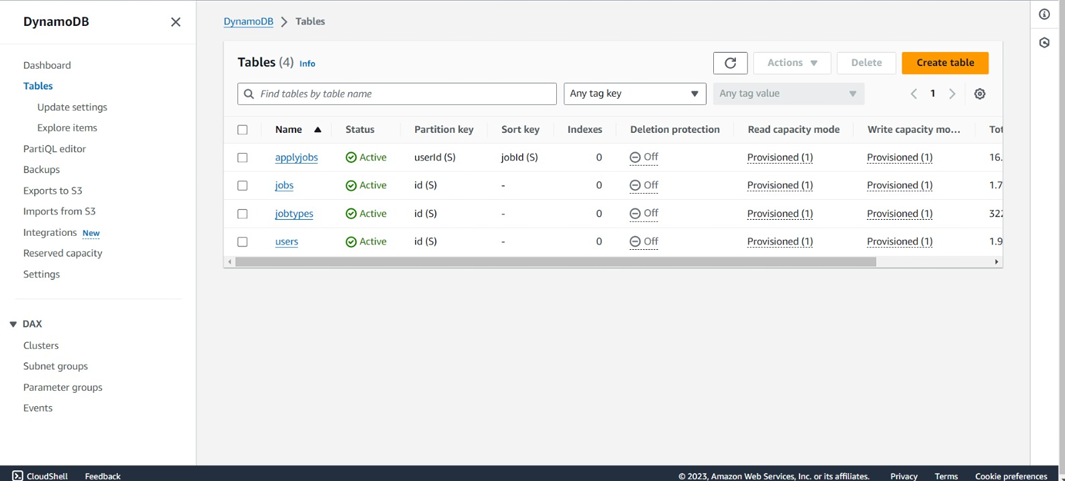 DynamoDB
Dashboard
Tables
Update settings
Explore items
PartiQL editor
Backups
Exports to S3
Imports from S3
Integrations New
Reserved capacity
Settings
DAX
Clusters
Subnet groups
Parameter groups
Events
DynamoDB Tables
Tables (4) Info
Actions Delete Create table
Find tables by table name Any tag key Any tag value 1
Name Status Partition key Sort key Indexes Deletion protection Read capacity mode Write capacity mo... Tot
applyjobs Active userId (S) jobId (S) 0 Off Provisioned (1) Provisioned (1) 16.
jobs Active id (S) - 0 Off Provisioned (1) Provisioned (1) 1.7
jobtypes Active id (S) - 0 Off Provisioned (1) Provisioned (1) 322
users Active id (S) - 0 Off Provisioned (1) Provisioned (1) 1.9
CloudShell Feedback © 2023, Amazon Web Services, Inc. or its affiliates. Privacy Terms Cookie preferences